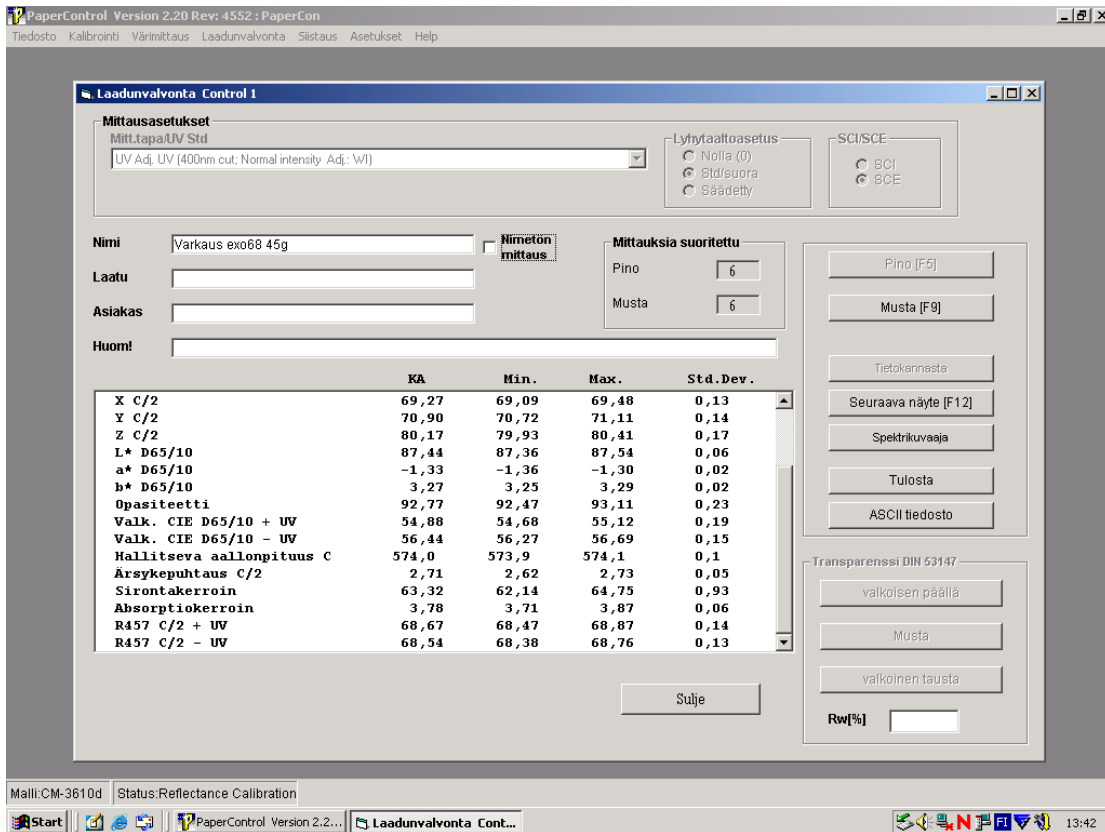 PaperControl Version 2.20 Rev: 4552 : PaperCon
Tiedosto Kalibrointi Värimittaus Laadunvalvonta Siistaus Asetukset Help
Laadunvalvonta Control 1
Mittausasetukset
Mitt.tapa/UV Std
UV Adj. UV (400nm cut; Normal intensity Adj.: WI)
Lyhytaaltoasetus
Nolla (0)
Std/suora
Säädetty
SCI/SCE
SCI
SCE
Nimi Varkaus exo68 45g
Nimetön mittaus
Laatu
Asiakas
Huom!
Mittauksia suoritettu
Pino 6
Musta 6
Pino [F5]
Musta [F9]
Tietokannasta
Seuraava näyte [F12]
Spektrikuvaaja
Tulosta
ASCII tiedosto
KA Min. Max. Std.Dev.
X C/2 69,27 69,09 69,48 0,13
Y C/2 70,90 70,72 71,11 0,14
Z C/2 80,17 79,93 80,41 0,17
L* D65/10 87,44 87,36 87,54 0,06
a* D65/10 -1,33 -1,36 -1,30 0,02
b* D65/10 3,27 3,25 3,29 0,02
Opasiteetti 92,77 92,47 93,11 0,23
Valk. CIE D65/10 + UV 54,88 54,68 55,12 0,19
Valk. CIE D65/10 - UV 56,44 56,27 56,69 0,15
Hallitseva aallonpituus C 574,0 573,9 574,1 0,1
Ärsykepuhtaus C/2 2,71 2,62 2,73 0,05
Sirontakerroin 63,32 62,14 64,75 0,93
Absorptiokerroin 3,78 3,71 3,87 0,06
R457 C/2 + UV 68,67 68,47 68,87 0,14
R457 C/2 - UV 68,54 68,38 68,76 0,13
Transparenssi DIN 53147
valkoisen päällä
Musta
valkoinen tausta
Rw[%]
Sulje
Malli:CM-3610d Status:Reflectance Calibration
Start PaperControl Version 2.2... Laadunvalvonta Cont... FI 13:42